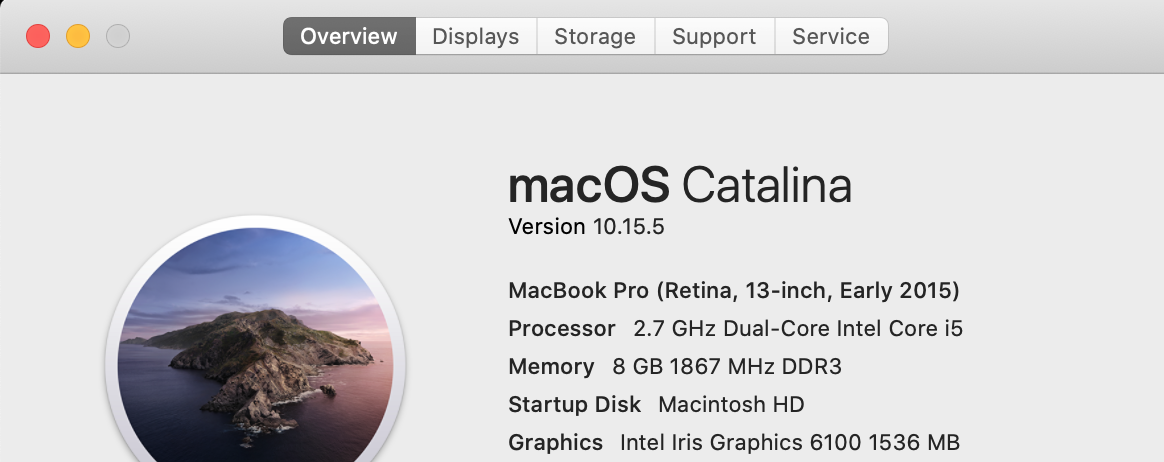 Overview Displays Storage Support Service
macOS Catalina
Version 10.15.5
MacBook Pro (Retina, 13-inch, Early 2015)
Processor 2.7 GHz Dual-Core Intel Core i5
Memory 8 GB 1867 MHz DDR3
Startup Disk Macintosh HD
Graphics Intel Iris Graphics 6100 1536 MB